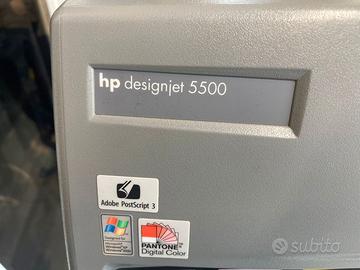 hp designjet 5500
Adobe PostScript 3
PANTONE®
Digital Color
subito